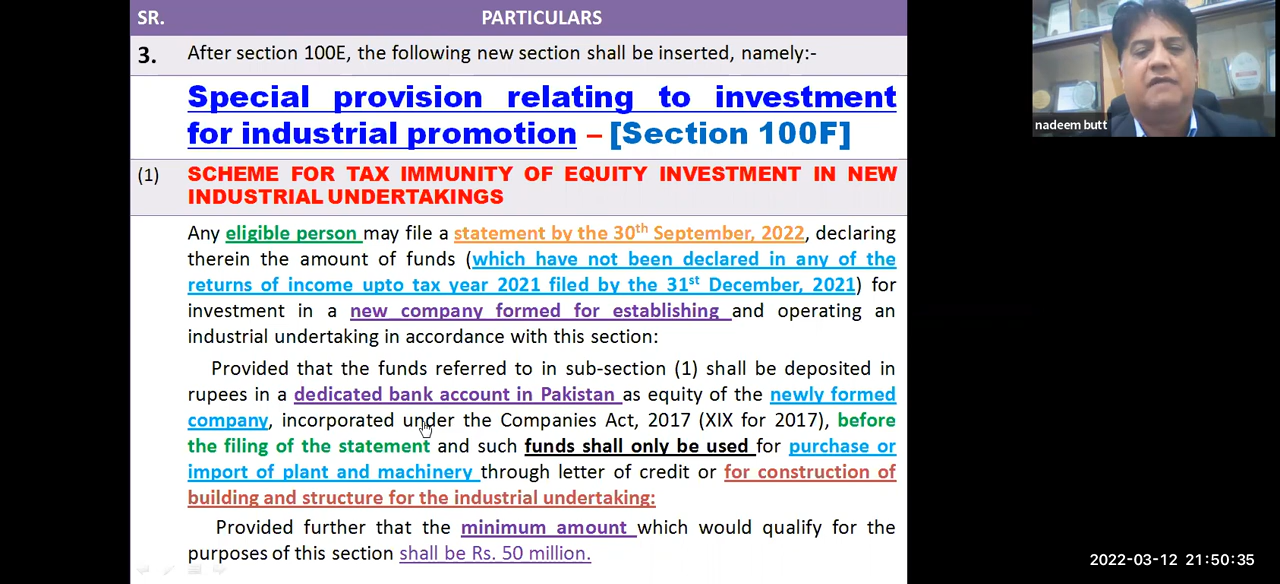 SR. PARTICULARS
3. After section 100E, the following new section shall be inserted, namely:-
Special provision relating to investment
for industrial promotion – [Section 100F]
(1) SCHEME FOR TAX IMMUNITY OF EQUITY INVESTMENT IN NEW
INDUSTRIAL UNDERTAKINGS
Any eligible person may file a statement by the 30th September, 2022, declaring
therein the amount of funds (which have not been declared in any of the
returns of income upto tax year 2021 filed by the 31st December, 2021) for
investment in a new company formed for establishing and operating an
industrial undertaking in accordance with this section:
Provided that the funds referred to in sub-section (1) shall be deposited in
rupees in a dedicated bank account in Pakistan as equity of the newly formed
company, incorporated under the Companies Act, 2017 (XIX for 2017), before
the filing of the statement and such funds shall only be used for purchase or
import of plant and machinery through letter of credit or for construction of
building and structure for the industrial undertaking:
Provided further that the minimum amount which would qualify for the
purposes of this section shall be Rs. 50 million.
nadeem butt
2022-03-12 21:50:35